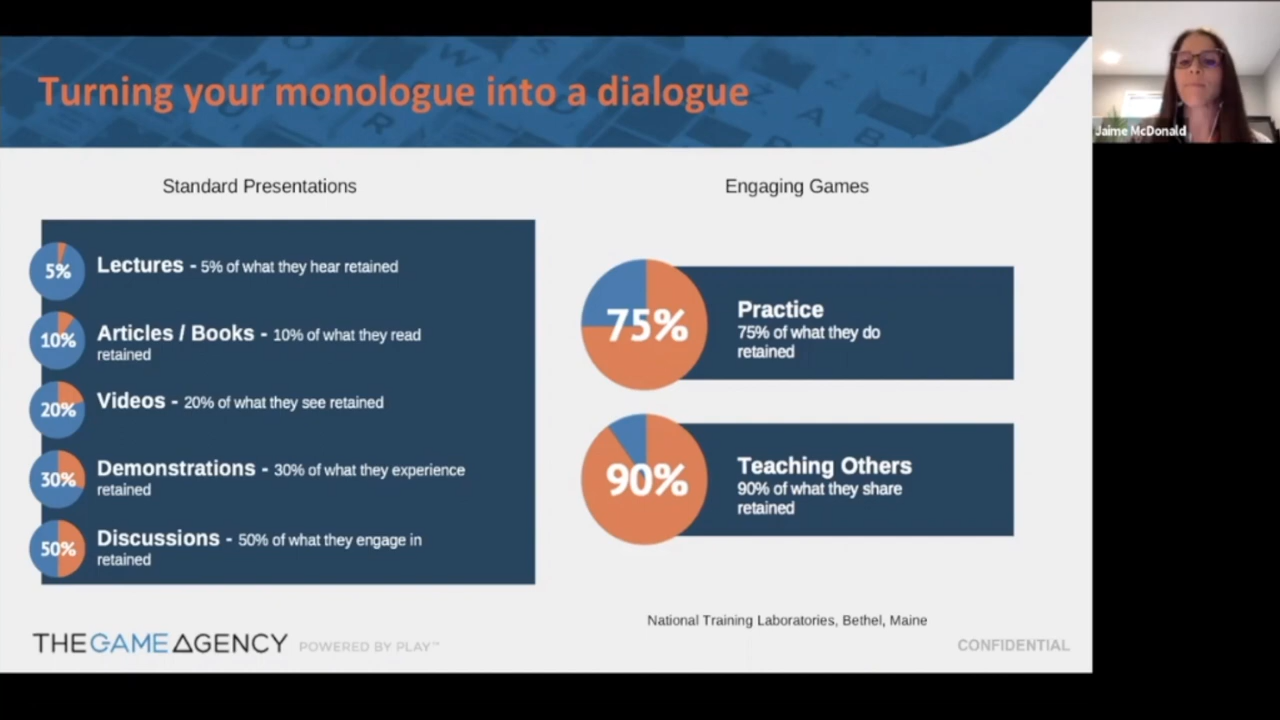 Turning your monologue into a dialogue
Jaime McDonald
Standard Presentations
Engaging Games
5%
Lectures - 5% of what they hear retained
10%
Articles / Books - 10% of what they read
retained
20%
Videos - 20% of what they see retained
30%
Demonstrations - 30% of what they experience
retained
50%
Discussions - 50% of what they engage in
retained
75%
Practice
75% of what they do
retained
90%
Teaching Others
90% of what they share
retained
National Training Laboratories, Bethel, Maine
THEGAMEAGENCY POWERED BY PLAY™
CONFIDENTIAL